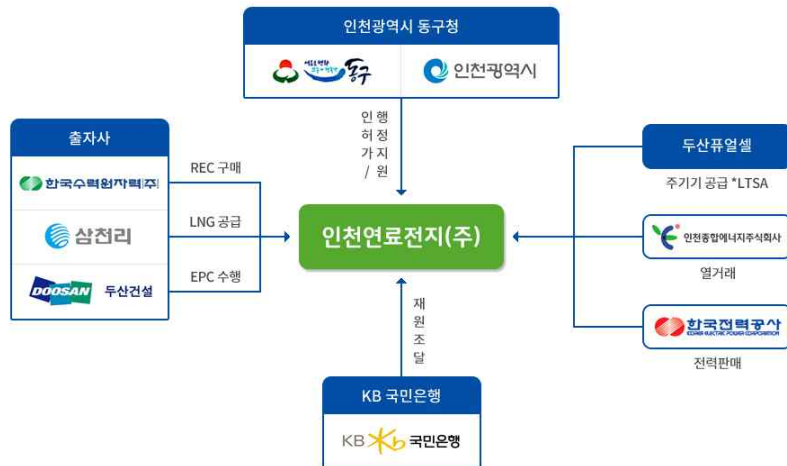 인천광역시 동구청
동구
인천광역시
인 행
허 정
가 지
/ 원
출자사
한국수력원자력(주)
REC 구매
삼천리
LNG 공급
DOOSAN 두산건설
EPC 수행
인천연료전지(주)
두산퓨얼셀
주기기 공급 *LTSA
인천종합에너지주식회사
열거래
한국전력공사
KOREA ELECTRIC POWER CORPORATION
전력판매
재
원
조
달
KB 국민은행
KB Kb 국민은행